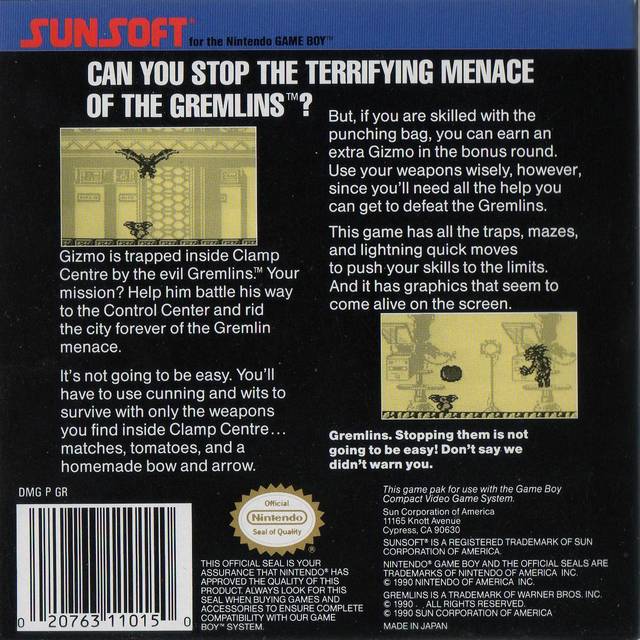 SUNSOFT® for the Nintendo GAME BOY™
CAN YOU STOP THE TERRIFYING MENACE
OF THE GREMLINS™?
Gizmo is trapped inside Clamp
Centre by the evil Gremlins.™ Your
mission? Help him battle his way
to the Control Center and rid
the city forever of the Gremlin
menace.
It's not going to be easy. You'll
have to use cunning and wits to
survive with only the weapons
you find inside Clamp Centre...
matches, tomatoes, and a
homemade bow and arrow.
But, if you are skilled with the
punching bag, you can earn an
extra Gizmo in the bonus round.
Use your weapons wisely, however,
since you'll need all the help you
can get to defeat the Gremlins.
This game has all the traps, mazes,
and lightning quick moves
to push your skills to the limits.
And it has graphics that seem to
come alive on the screen.
Gremlins. Stopping them is not
going to be easy! Don't say we
didn't warn you.
DMG P GR
0 20763 11015 0
Official
Nintendo
Seal of Quality
®
THIS OFFICIAL SEAL IS YOUR
ASSURANCE THAT NINTENDO® HAS
APPROVED THE QUALITY OF THIS
PRODUCT. ALWAYS LOOK FOR THIS
SEAL WHEN BUYING GAMES AND
ACCESSORIES TO ENSURE COMPLETE
COMPATIBILITY WITH OUR GAME
BOY™ SYSTEM.
This game pak for use with the Game Boy
Compact Video Game System.
Sun Corporation of America
11165 Knott Avenue
Cypress, CA 90630
SUNSOFT® IS A REGISTERED TRADEMARK OF SUN
CORPORATION OF AMERICA.
NINTENDO® GAME BOY AND THE OFFICIAL SEALS ARE
TRADEMARKS OF NINTENDO OF AMERICA INC.
© 1990 NINTENDO OF AMERICA INC.
GREMLINS IS A TRADEMARK OF WARNER BROS. INC.
© 1990 . ALL RIGHTS RESERVED.
© 1990 SUN CORPORATION OF AMERICA
MADE IN JAPAN